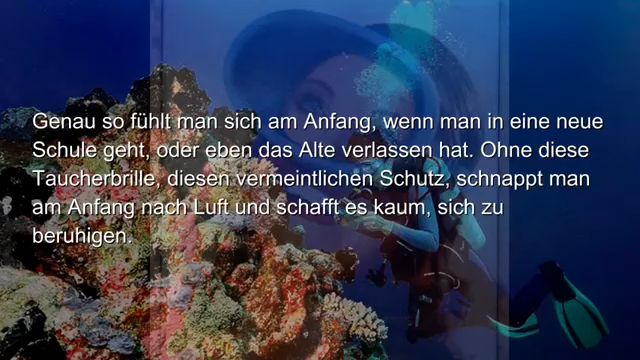 Genau so fühlt man sich am Anfang, wenn man in eine neue
Schule geht, oder eben das Alte verlassen hat. Ohne diese
Taucherbrille, diesen vermeintlichen Schutz, schnappt man
am Anfang nach Luft und schafft es kaum, sich zu
beruhigen.